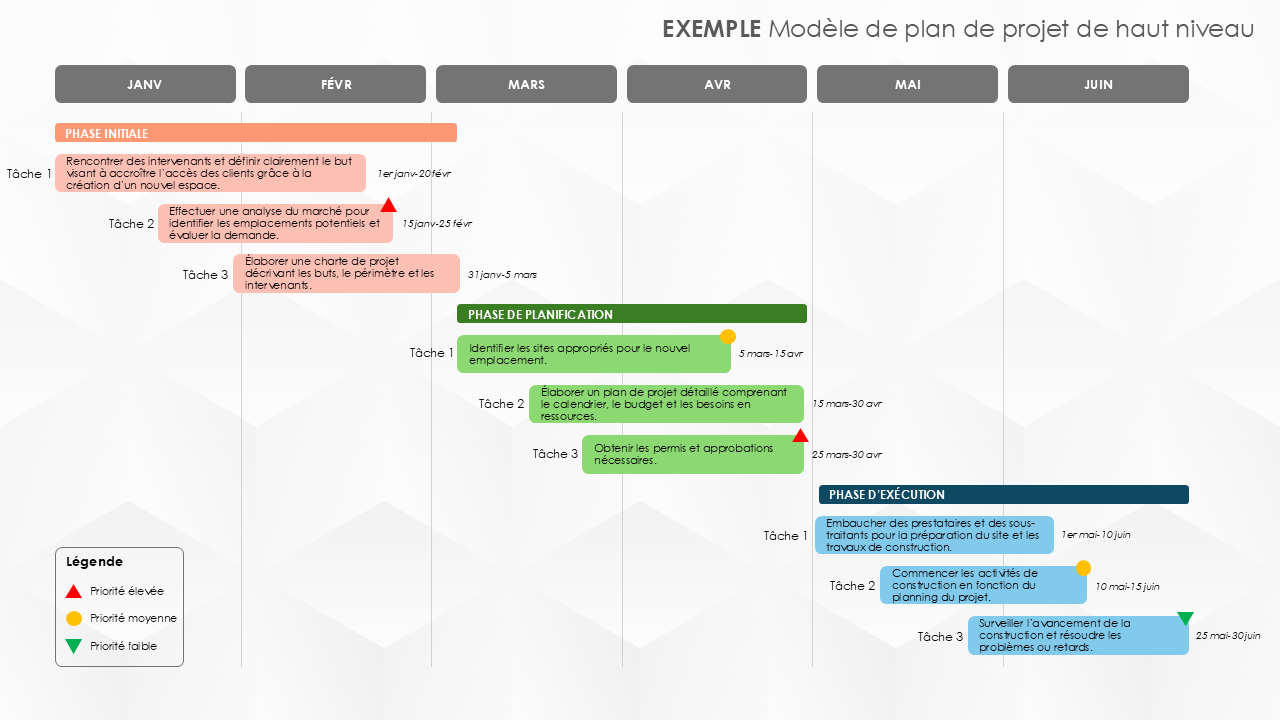 EXEMPLE Modèle de plan de projet de haut niveau
JANV
FÉVR
MARS
AVR
MAI
JUIN
PHASE INITIALE
Tâche 1
Rencontrer des intervenants et définir clairement le but
visant à accroître l'accès des clients grâce à la
création d'un nouvel espace.
1er janv-20 févr
Tâche 2
Effectuer une analyse du marché pour
identifier les emplacements potentiels et
évaluer la demande.
15 janv-25 févr
Tâche 3
Élaborer une charte de projet
décrivant les buts, le périmètre et les
intervenants.
31 janv-5 mars
PHASE DE PLANIFICATION
Tâche 1
Identifier les sites appropriés pour le nouvel
emplacement.
5 mars-15 avr
Tâche 2
Élaborer un plan de projet détaillé comprenant
le calendrier, le budget et les besoins en
ressources.
15 mars-30 avr
Tâche 3
Obtenir les permis et approbations
nécessaires.
25 mars-30 avr
PHASE D'EXÉCUTION
Tâche 1
Embaucher des prestataires et des sous-
traitants pour la préparation du site et les
travaux de construction.
1er mai-10 juin
Tâche 2
Commencer les activités de
construction en fonction du
planning du projet.
10 mai-15 juin
Tâche 3
Surveiller l'avancement de la
construction et résoudre les
problèmes ou retards.
25 mai-30 juin
Légende
Priorité élevée
Priorité moyenne
Priorité faible